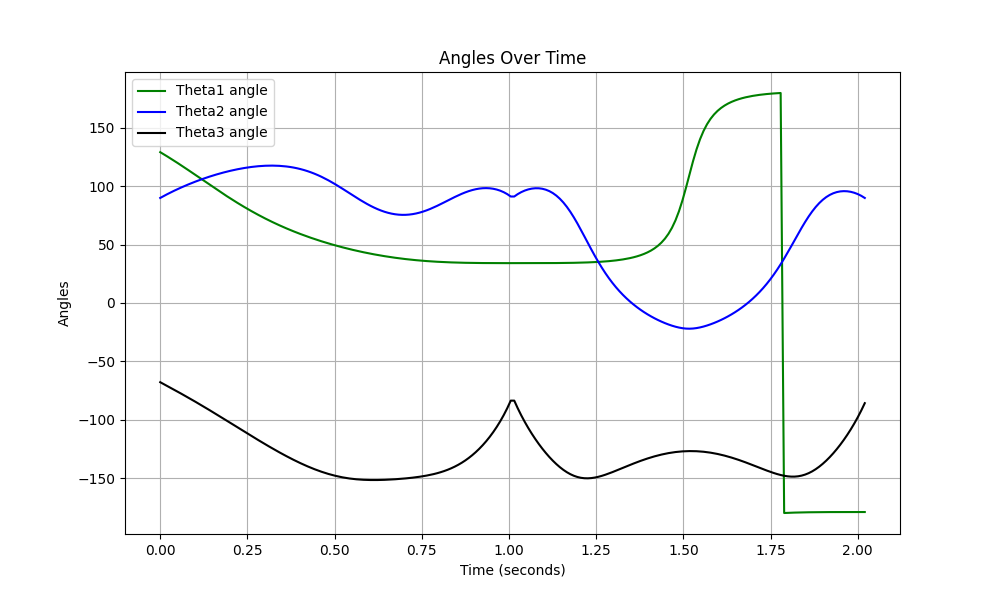 Angles Over Time
Theta1 angle
Theta2 angle
Theta3 angle
Angles
150
100
50
0
−50
−100
−150
0.00 0.25 0.50 0.75 1.00 1.25 1.50 1.75 2.00
Time (seconds)